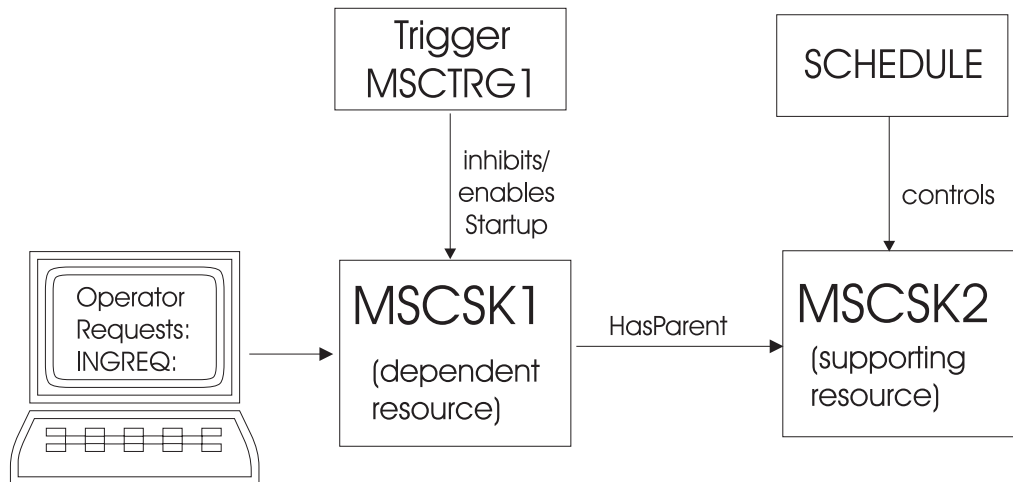 Trigger
MSCTRG1
SCHEDULE
inhibits/
enables
Startup
controls
Operator
Requests:
INGREQ:
MSCSK1
(dependent
resource)
HasParent
MSCSK2
(supporting
resource)